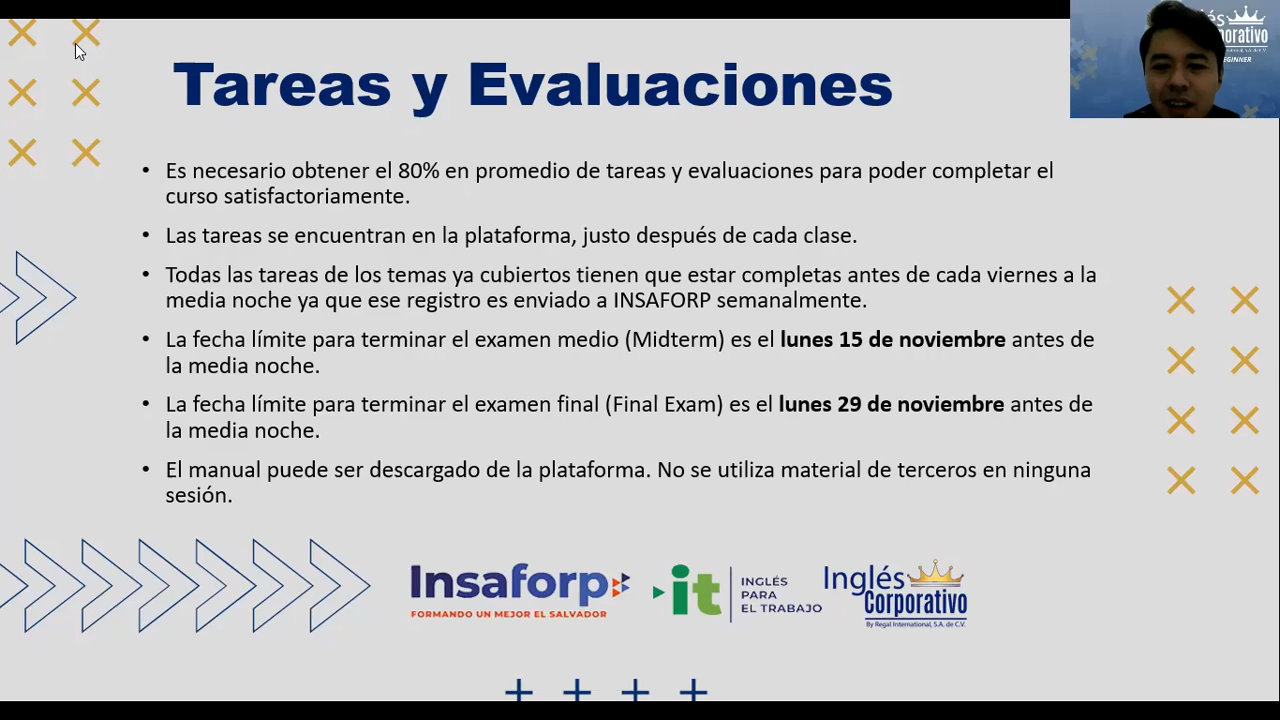 Tareas y Evaluaciones
• Es necesario obtener el 80% en promedio de tareas y evaluaciones para poder completar el
curso satisfactoriamente.
• Las tareas se encuentran en la plataforma, justo después de cada clase.
• Todas las tareas de los temas ya cubiertos tienen que estar completas antes de cada viernes a la
media noche ya que ese registro es enviado a INSAFORP semanalmente.
• La fecha límite para terminar el examen medio (Midterm) es el lunes 15 de noviembre antes de
la media noche.
• La fecha límite para terminar el examen final (Final Exam) es el lunes 29 de noviembre antes de
la media noche.
• El manual puede ser descargado de la plataforma. No se utiliza material de terceros en ninguna
sesión.
Insaforp
FORMANDO UN MEJOR EL SALVADOR
it
INGLÉS
PARA
EL TRABAJO
Inglés
Corporativo
By Regal International, S.A. de C.V.